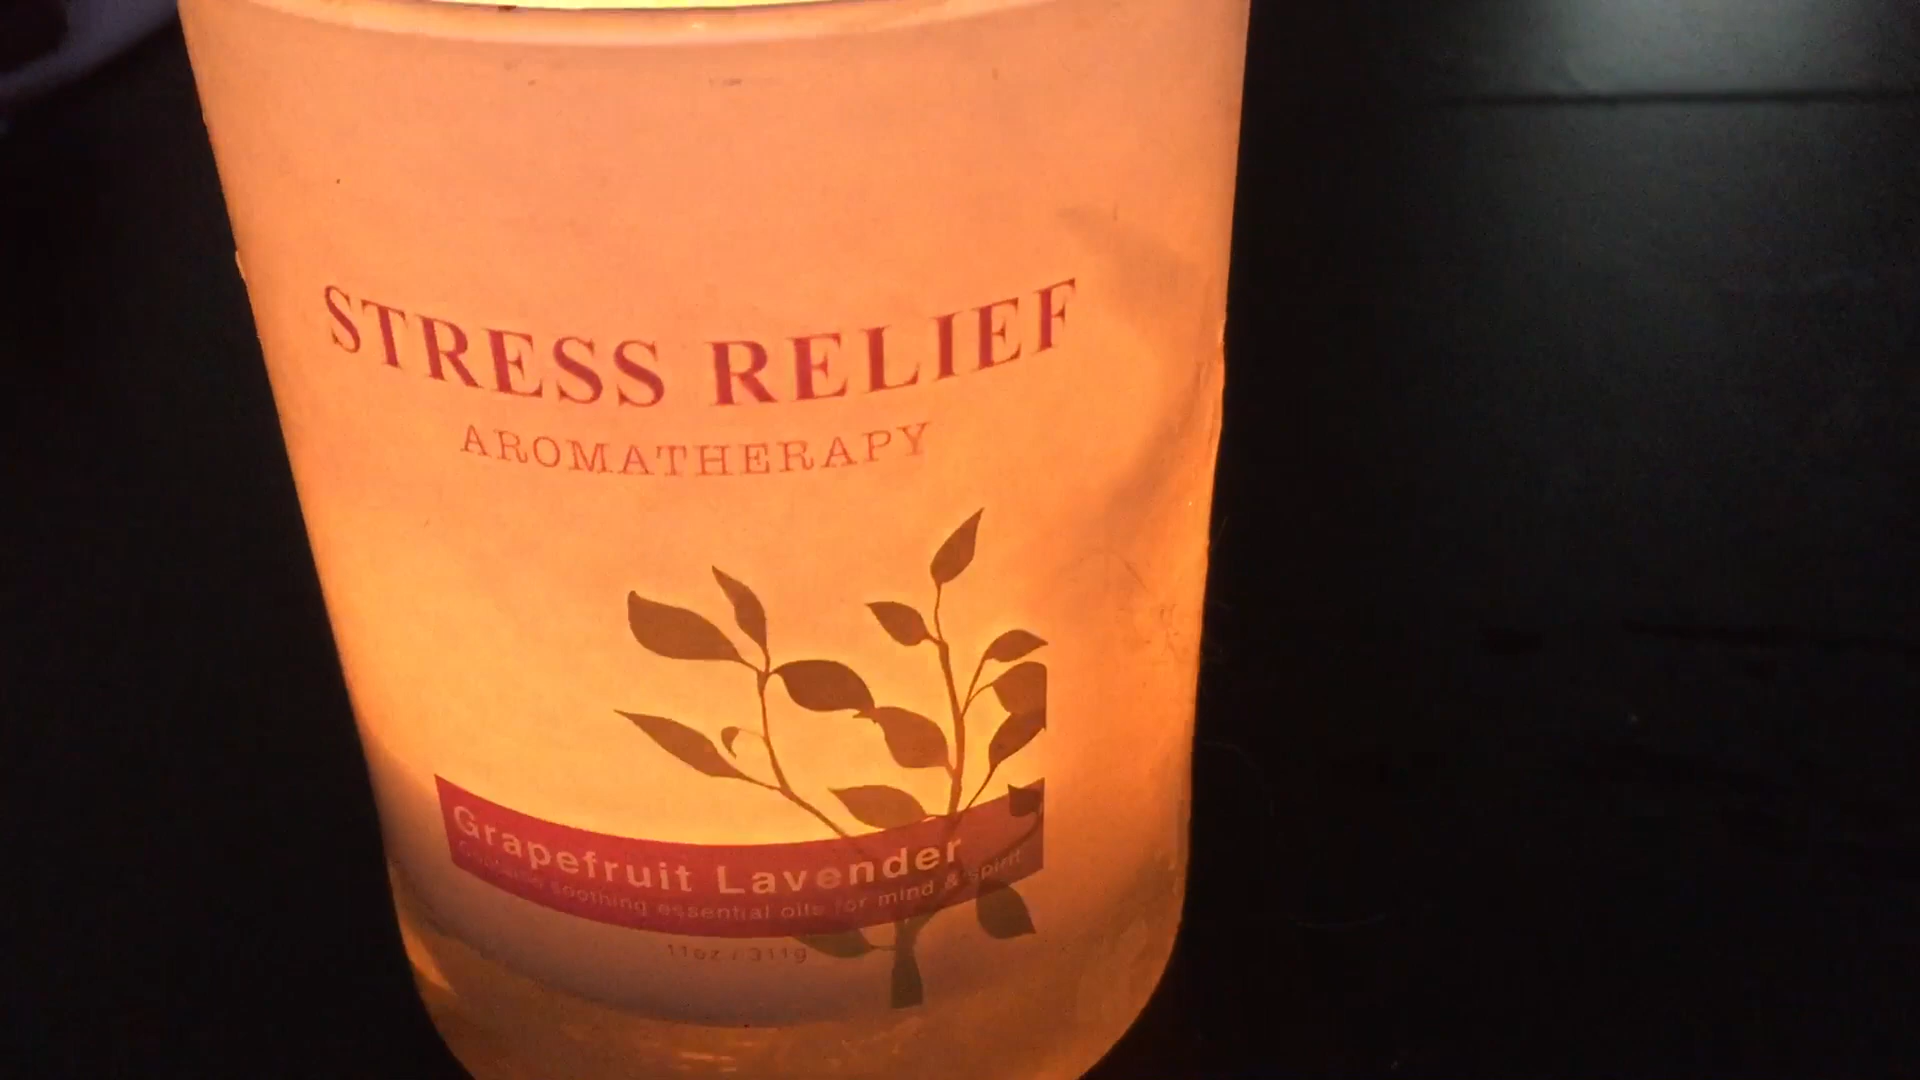 STRESS RELIEF
AROMATHERAPY
Grapefruit Lavender
soothing essential oils for mind & spirit
11oz / 311g